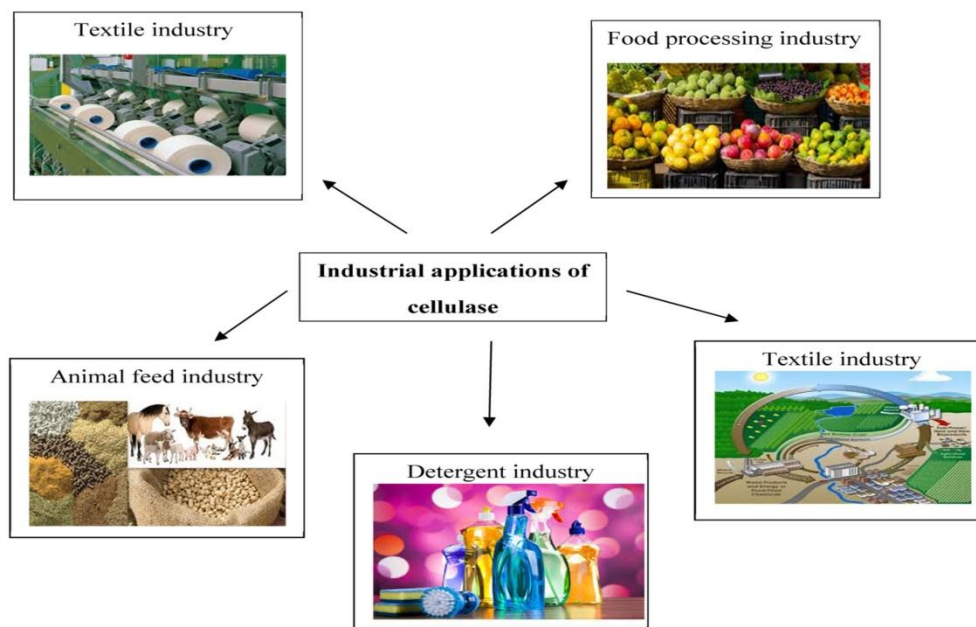 Textile industry
Food processing industry
Industrial applications of
cellulase
Animal feed industry
Textile industry
Detergent industry